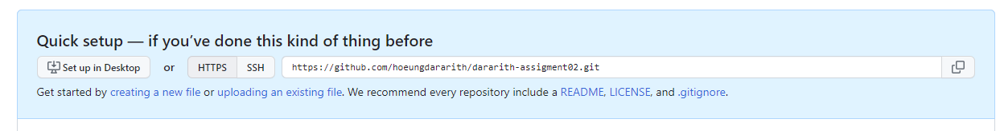 Quick setup — if you've done this kind of thing before
Set up in Desktop or HTTPS SSH https://github.com/hoeungdararith/dararith-assigment02.git
Get started by creating a new file or uploading an existing file. We recommend every repository include a README, LICENSE, and .gitignore.